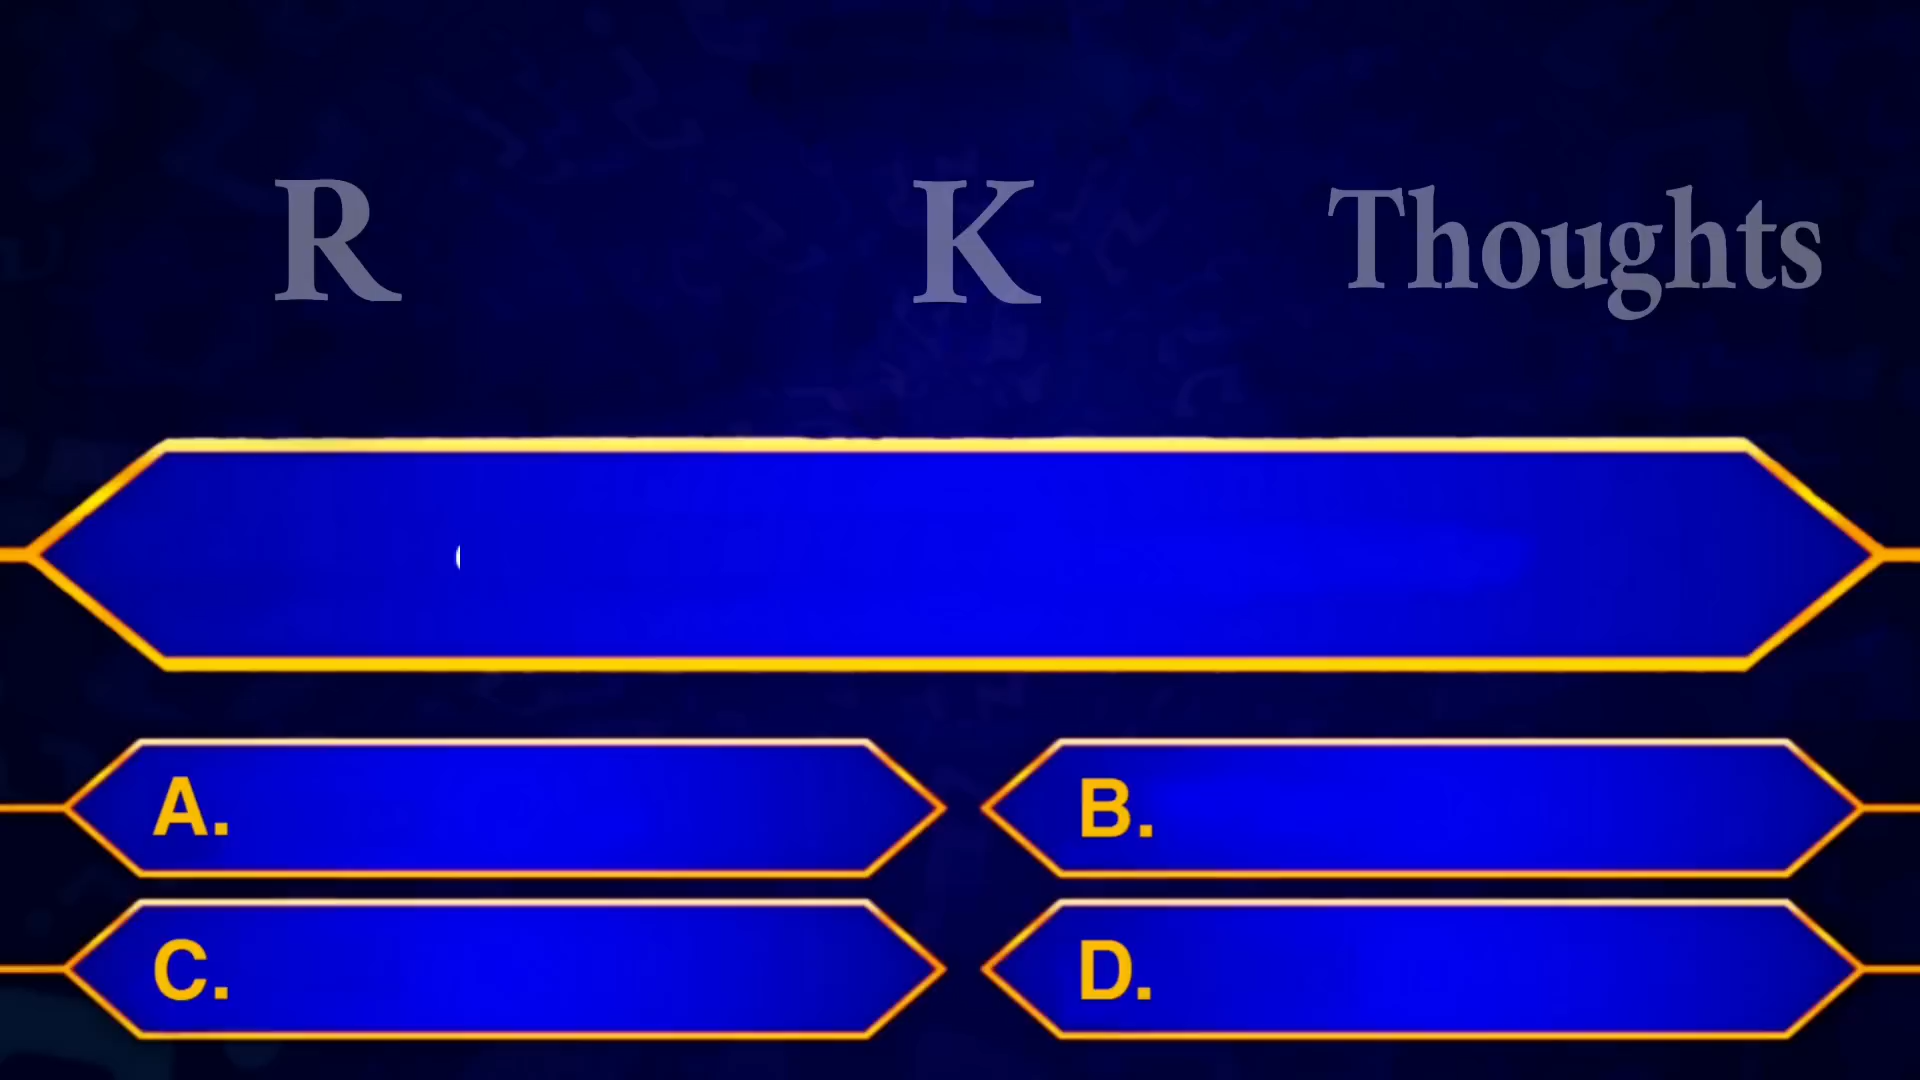 R K Thoughts
A.
B.
C.
D.